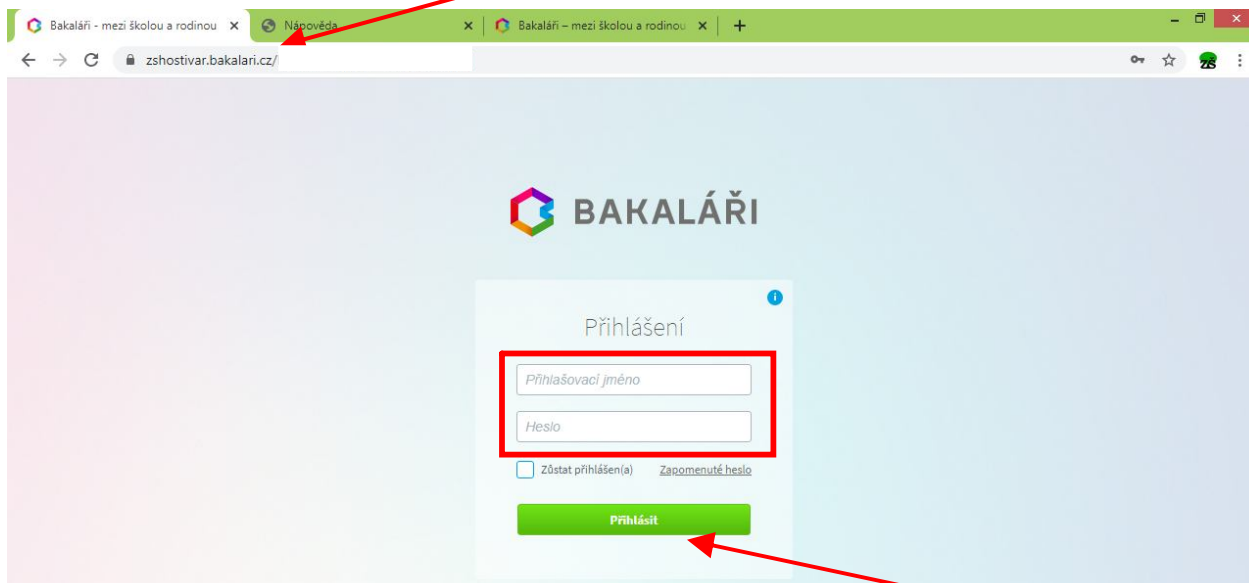 Bakaláři - mezi školou a rodinou
Nápověda
Bakaláři – mezi školou a rodinou
zshostivar.bakalari.cz/
BAKALÁŘI
Přihlášení
Přihlašovací jméno
Heslo
Zůstat přihlášen(a) Zapomenuté heslo
Přihlásit